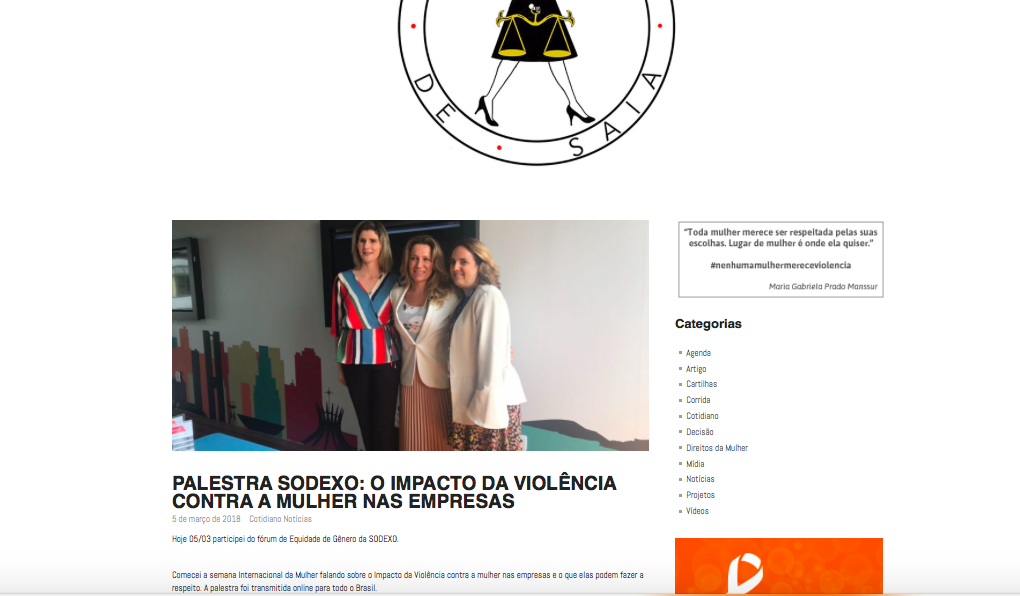 DE SAIA
"Toda mulher merece ser respeitada pelas suas
escolhas. Lugar de mulher é onde ela quiser."
#nenhumamulhermereceviolencia
Maria Gabriela Prado Manssur
Categorias
Agenda
Artigo
Cartilhas
Corrida
Cotidiano
Decisão
Direitos da Mulher
Mídia
Notícias
Projetos
Vídeos
PALESTRA SODEXO: O IMPACTO DA VIOLÊNCIA
CONTRA A MULHER NAS EMPRESAS
5 de março de 2018 Cotidiano Notícias
Hoje 05/03 participei do fórum de Equidade de Gênero da SODEXO.
Comecei a semana Internacional da Mulher falando sobre o Impacto da Violência contra a mulher nas empresas e o que elas podem fazer a
respeito. A palestra foi transmitida online para todo o Brasil.